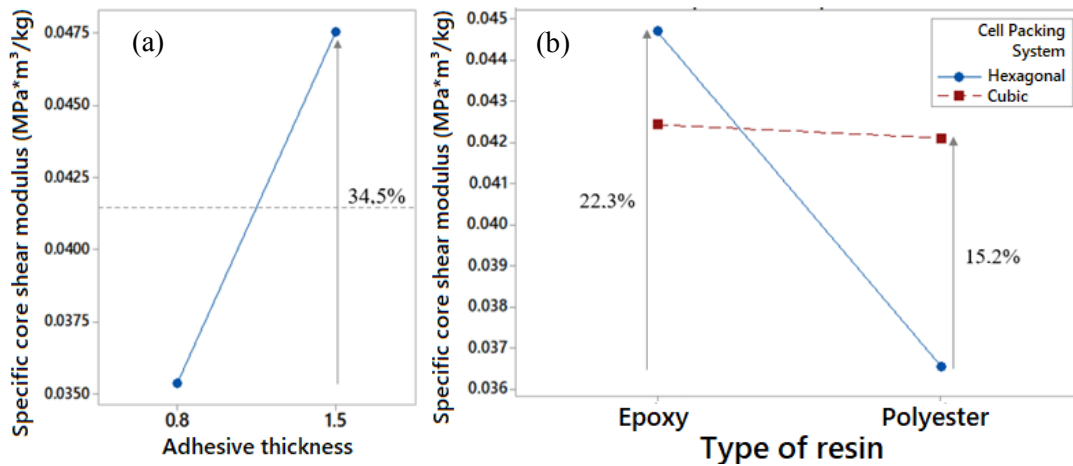 (a)
Specific core shear modulus (MPa*m³/kg)
0.0475
0.0450
0.0425
0.0400
0.0375
0.0350
34.5%
0.8
1.5
Adhesive thickness
(b)
Specific core shear modulus (MPa*m³/kg)
0.045
0.044
0.043
0.042
0.041
0.040
0.039
0.038
0.037
0.036
Cell Packing
System
Hexagonal
Cubic
22.3%
15.2%
Epoxy
Polyester
Type of resin